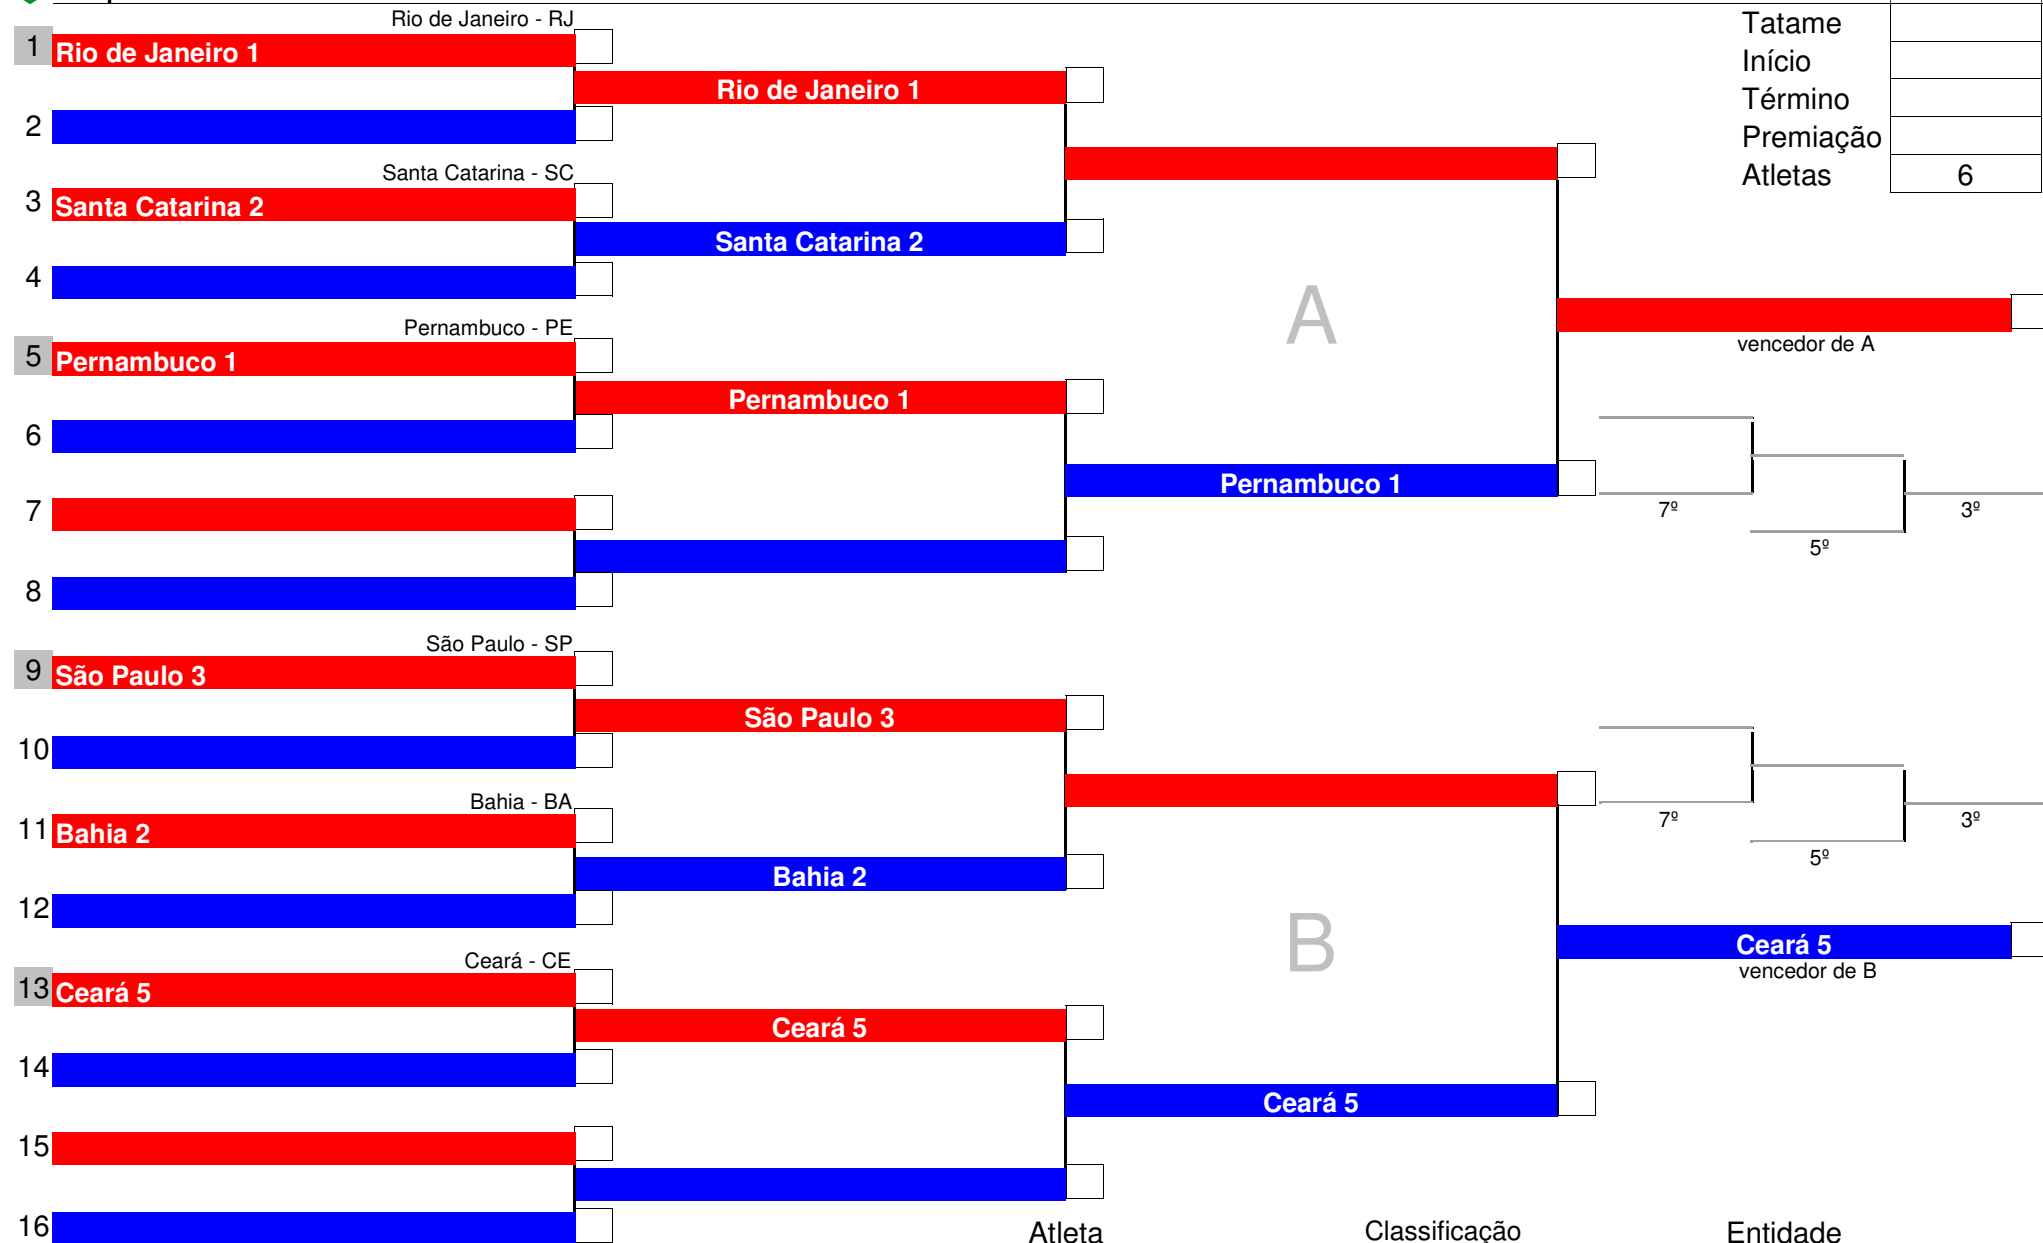 Rio de Janeiro - RJ
Tatame
1 Rio de Janeiro 1
Início
Rio de Janeiro 1
Término
2
Premiação
Santa Catarina - SC
Atletas 6
3 Santa Catarina 2
Santa Catarina 2
4
A
Pernambuco - PE
vencedor de A
5 Pernambuco 1
Pernambuco 1
6
Pernambuco 1
7
7º 3º
5º
8
São Paulo - SP
9 São Paulo 3
São Paulo 3
10
Bahia - BA
7º 3º
11 Bahia 2
5º
Bahia 2
12
B
Ceará 5
Ceará - CE
vencedor de B
13 Ceará 5
Ceará 5
14
Ceará 5
15
16
Atleta Classificação Entidade